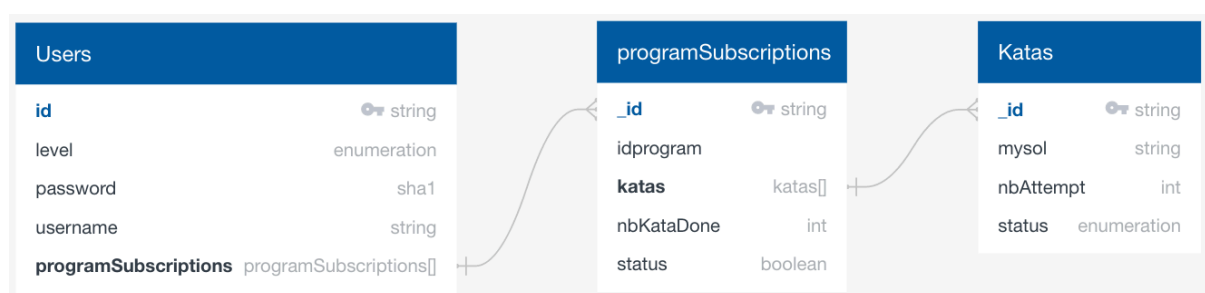 Users
id string
level enumeration
password sha1
username string
programSubscriptions programSubscriptions[]
programSubscriptions
_id string
idprogram
katas katas[]
nbKataDone int
status boolean
Katas
_id string
mysol string
nbAttempt int
status enumeration